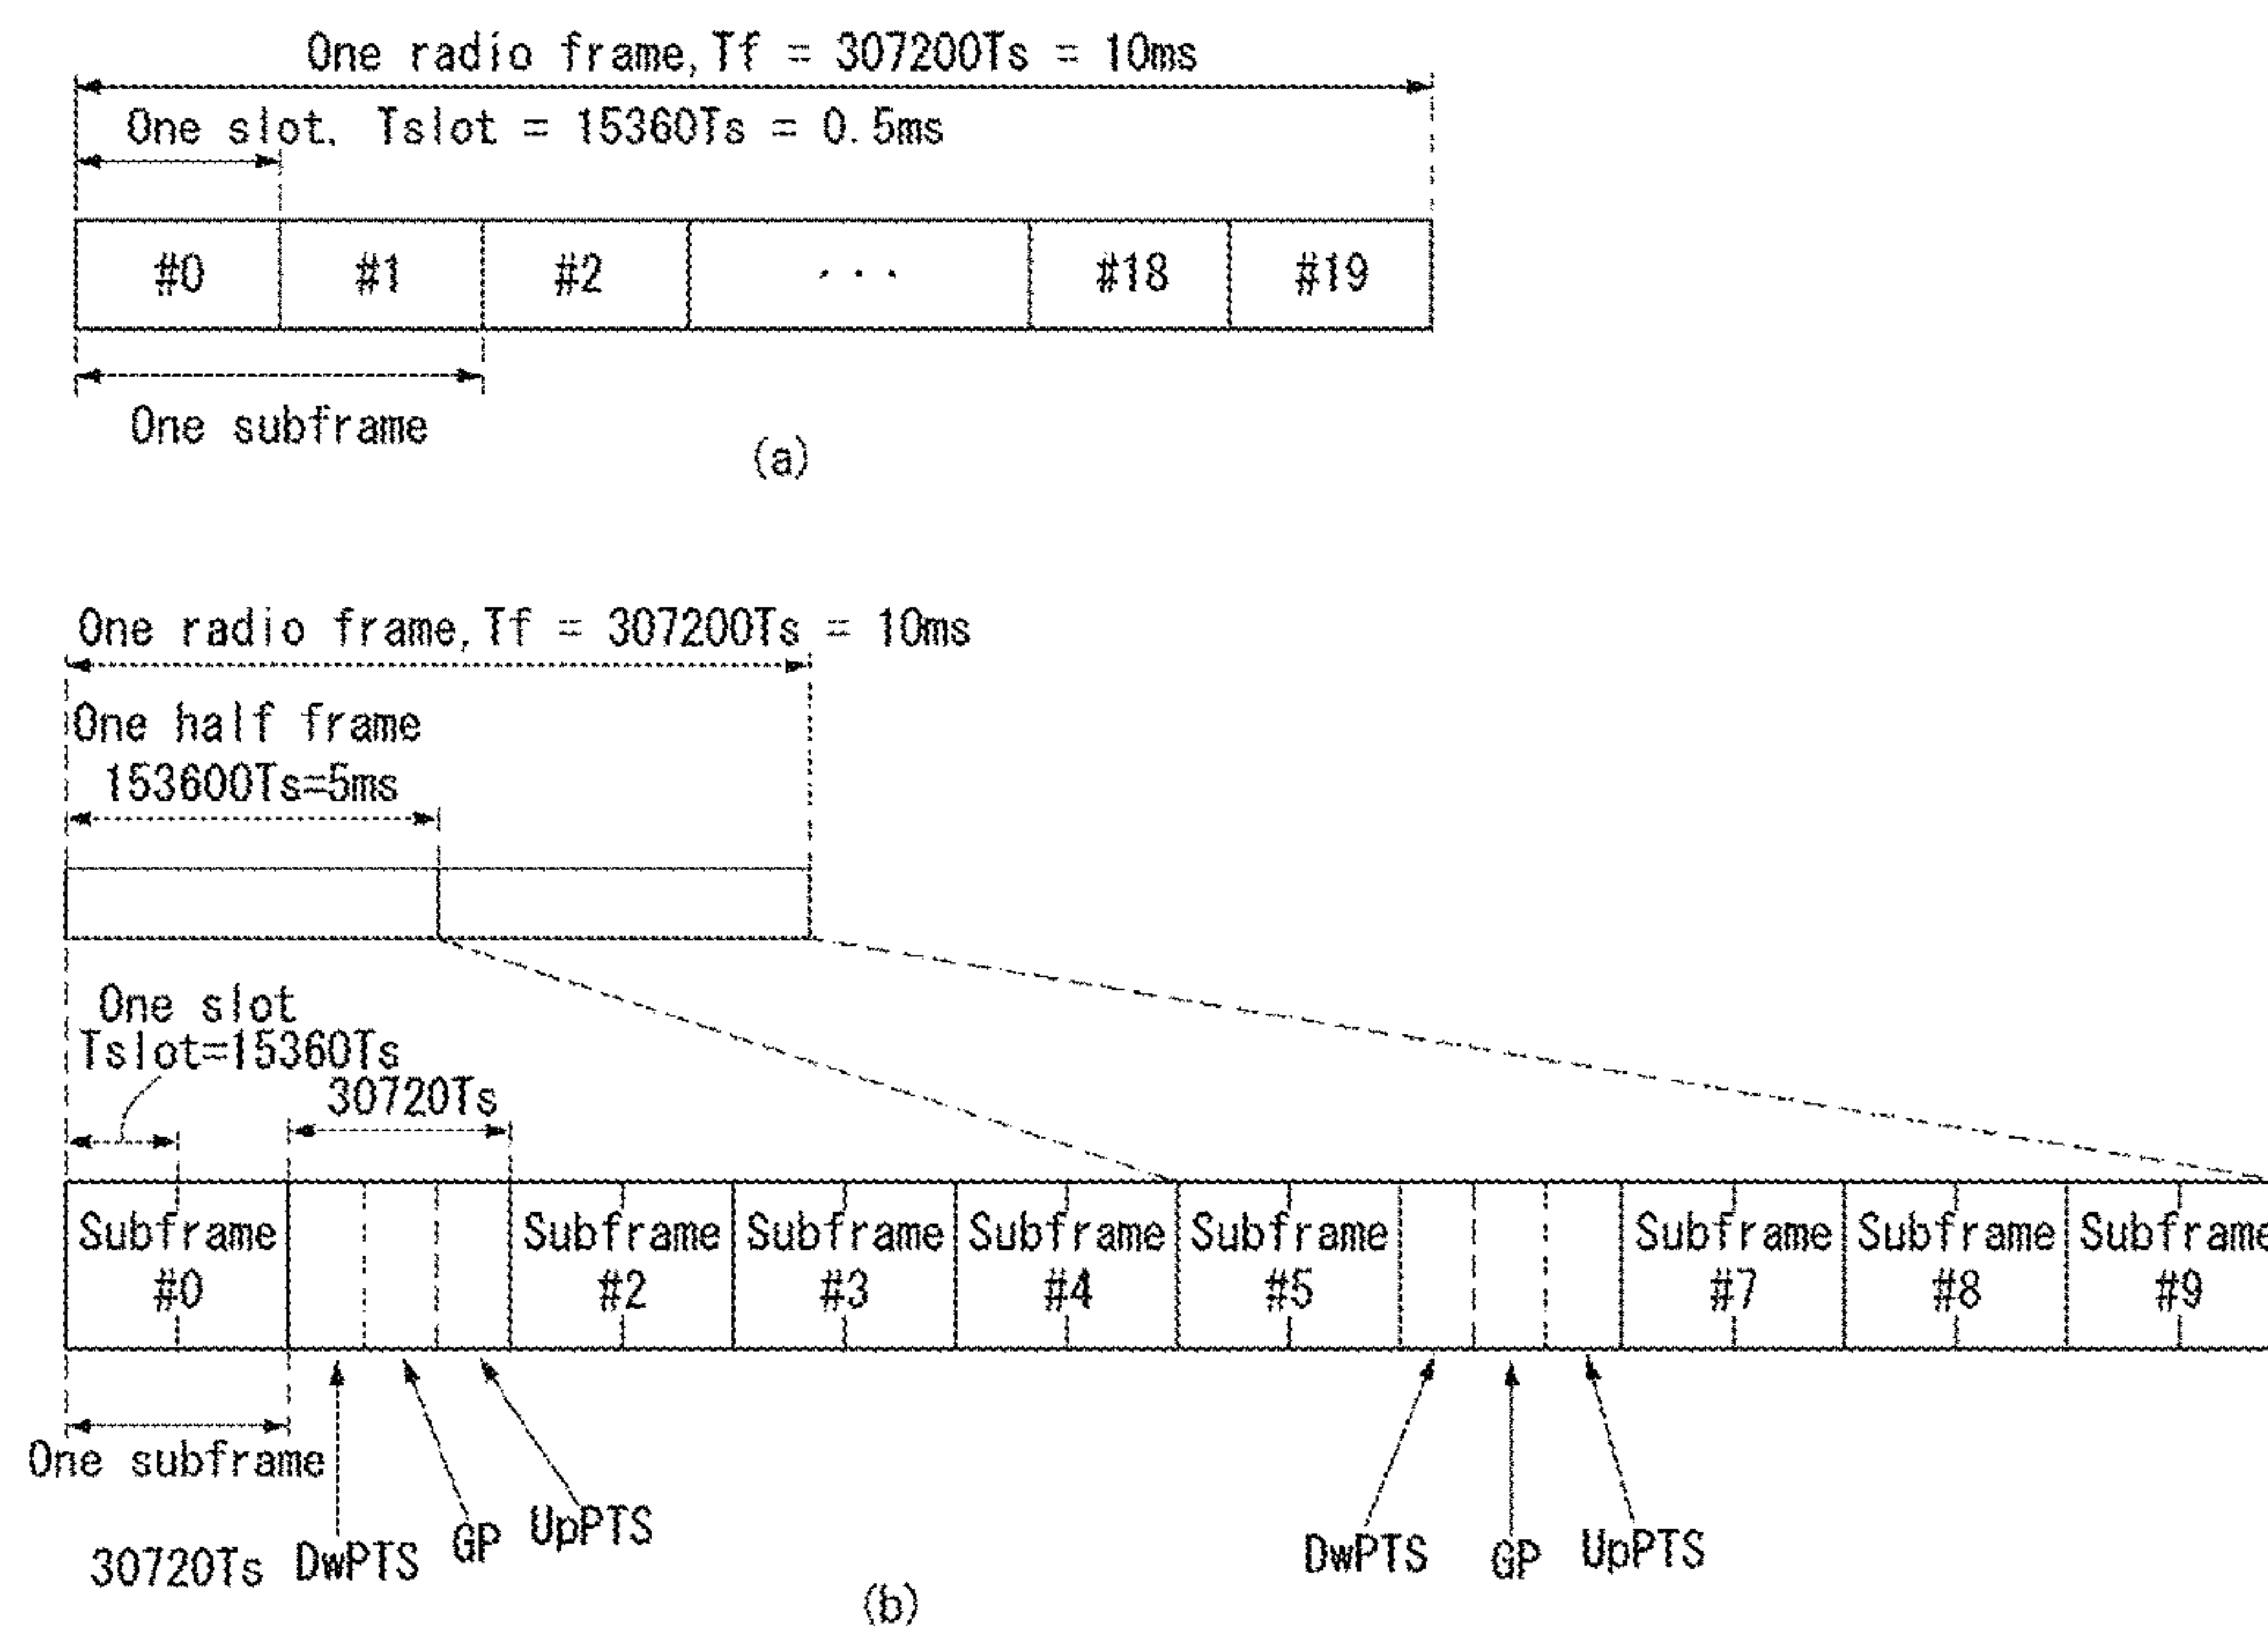 One radio frame, Tf = 307200Ts = 10ms
One slot, Tslot = 15360Ts = 0.5ms
#0 #1 #2 ... #18 #19
One subframe
(a)
One radio frame, Tf = 307200Ts = 10ms
One half frame
153600Ts=5ms
One slot
Tslot=15360Ts
30720Ts
Subframe Subframe Subframe Subframe Subframe Subframe Subframe Subframe
#0 #2 #3 #4 #5 #7 #8 #9
One subframe
30720Ts DwPTS GP UpPTS DwPTS GP UpPTS
(b)